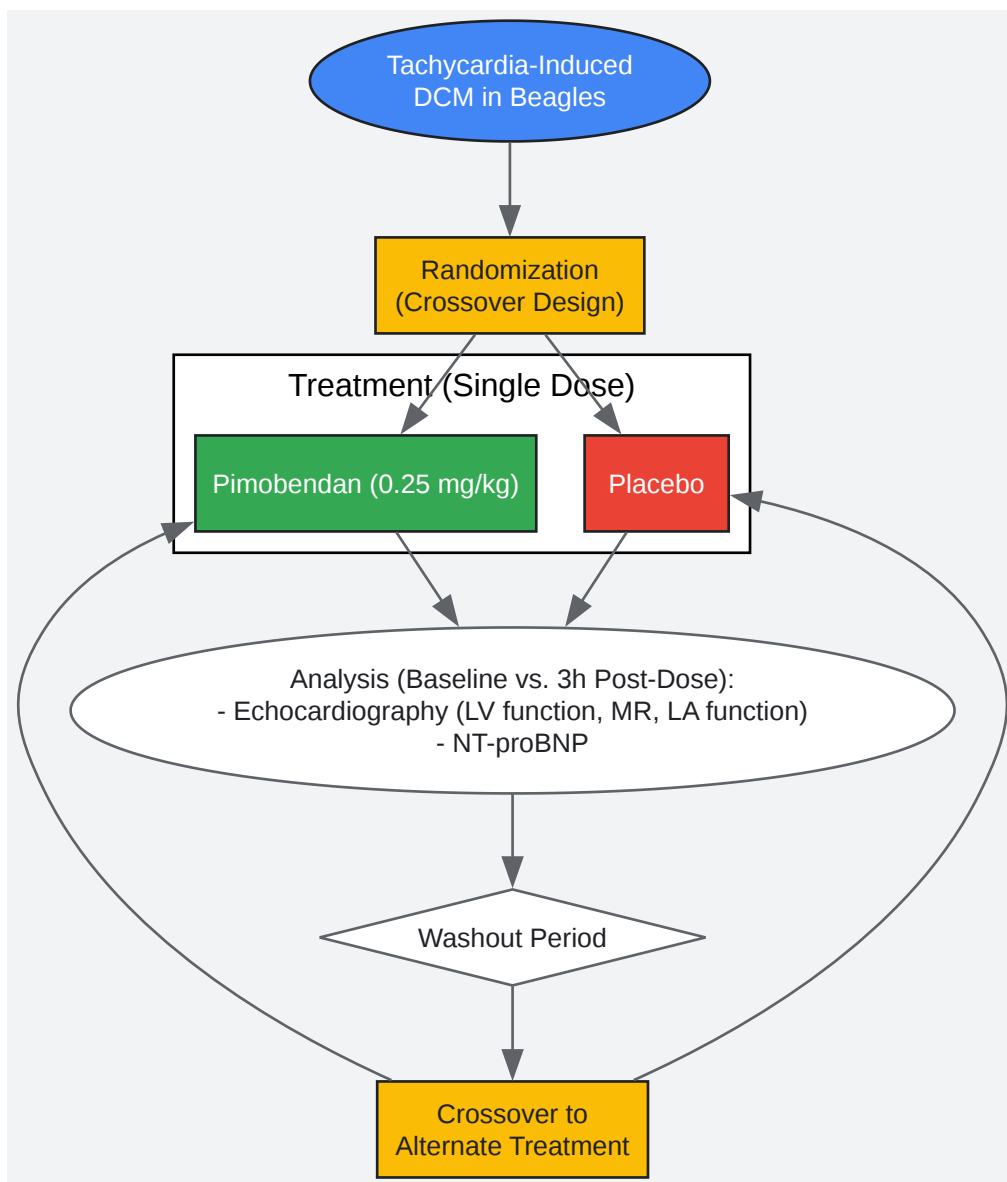 Tachycardia-Induced
DCM in Beagles
Randomization
(Crossover Design)
Treatment (Single Dose)
Pimobendan (0.25 mg/kg)
Placebo
Analysis (Baseline vs. 3h Post-Dose):
- Echocardiography (LV function, MR, LA function)
- NT-proBNP
Washout Period
Crossover to
Alternate Treatment